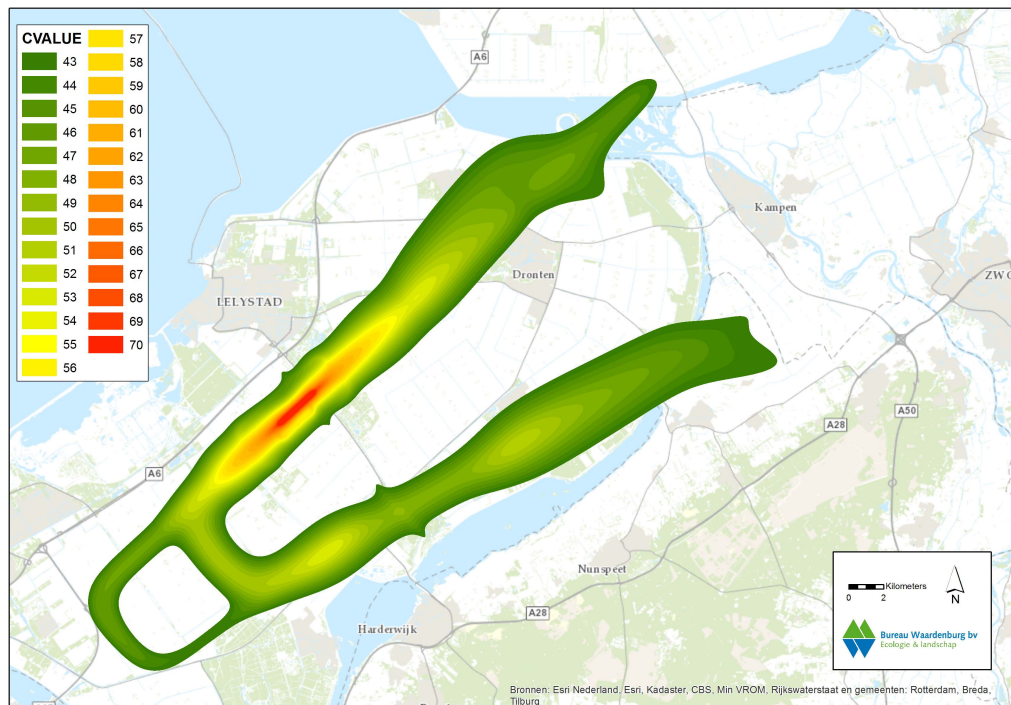 CVALUE
43
44
45
46
47
48
49
50
51
52
53
54
55
56
57
58
59
60
61
62
63
64
65
66
67
68
69
70
A6
Kampen
Dronten
LELYSTAD
ZWO
A50
A28
A6
Nunspeet
A28
Harderwijk
Kilometers
0 2
N
Bureau Waardenburg bv
Ecologie & landschap
Bronnen: Esri Nederland, Esri, Kadaster, CBS, Min VROM, Rijkswaterstaat en gemeenten: Rotterdam, Breda,
Tilburg